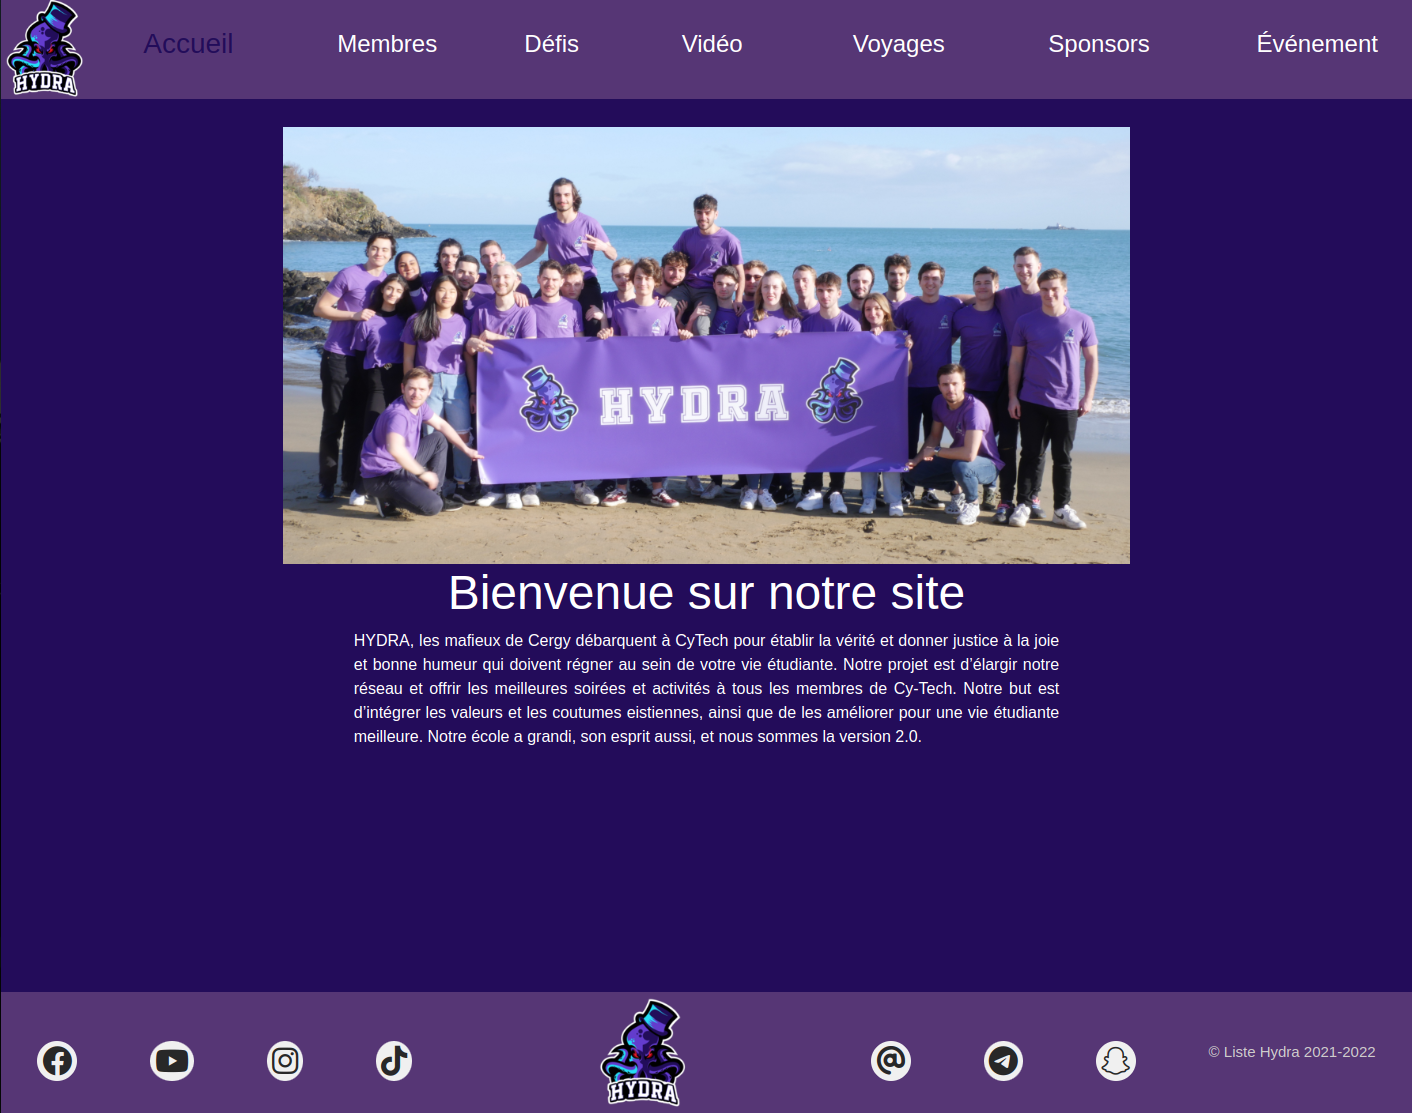 HYDRA
Accueil
Membres
Défis
Vidéo
Voyages
Sponsors
Événement
HYDRA
Bienvenue sur notre site
HYDRA, les mafieux de Cergy débarquent à CyTech pour établir la vérité et donner justice à la joie
et bonne humeur qui doivent régner au sein de votre vie étudiante. Notre projet est d’élargir notre
réseau et offrir les meilleures soirées et activités à tous les membres de Cy-Tech. Notre but est
d’intégrer les valeurs et les coutumes eistiennes, ainsi que de les améliorer pour une vie étudiante
meilleure. Notre école a grandi, son esprit aussi, et nous sommes la version 2.0.
HYDRA
© Liste Hydra 2021-2022